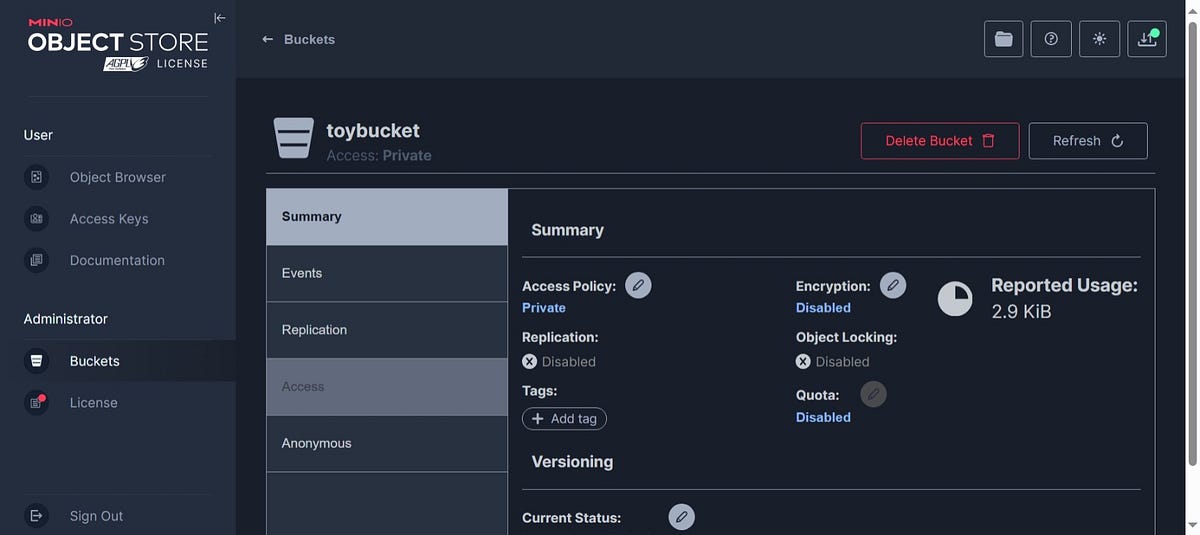 MINIO
OBJECT STORE
AGPL LICENSE
User
Object Browser
Access Keys
Documentation
Administrator
Buckets
License
Sign Out
Buckets
toybucket
Access: Private
Delete Bucket
Refresh
Summary
Events
Replication
Access
Anonymous
Summary
Access Policy:
Private
Replication:
Disabled
Tags:
Add tag
Encryption:
Disabled
Object Locking:
Disabled
Quota:
Disabled
Reported Usage:
2.9 KiB
Versioning
Current Status: